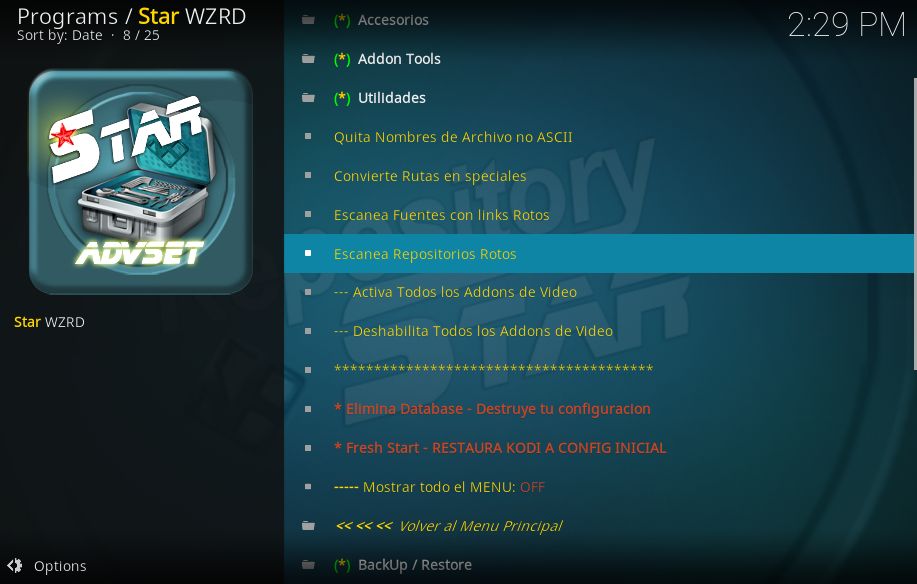 Programs / Star WZRD
Sort by: Date · 8 / 25
2:29 PM
STAR
ADVSET
Star WZRD
(*) Accesorios
(*) Addon Tools
(*) Utilidades
Quita Nombres de Archivo no ASCII
Convierte Rutas en speciales
Escanea Fuentes con links Rotos
Escanea Repositorios Rotos
--- Activa Todos los Addons de Video
--- Deshabilita Todos los Addons de Video
****************************************
* Elimina Database - Destruye tu configuracion
* Fresh Start - RESTAURA KODI A CONFIG INICIAL
----- Mostrar todo el MENU: OFF
<< << << Volver al Menu Principal
(*) BackUp / Restore
Repository
STAR
Options